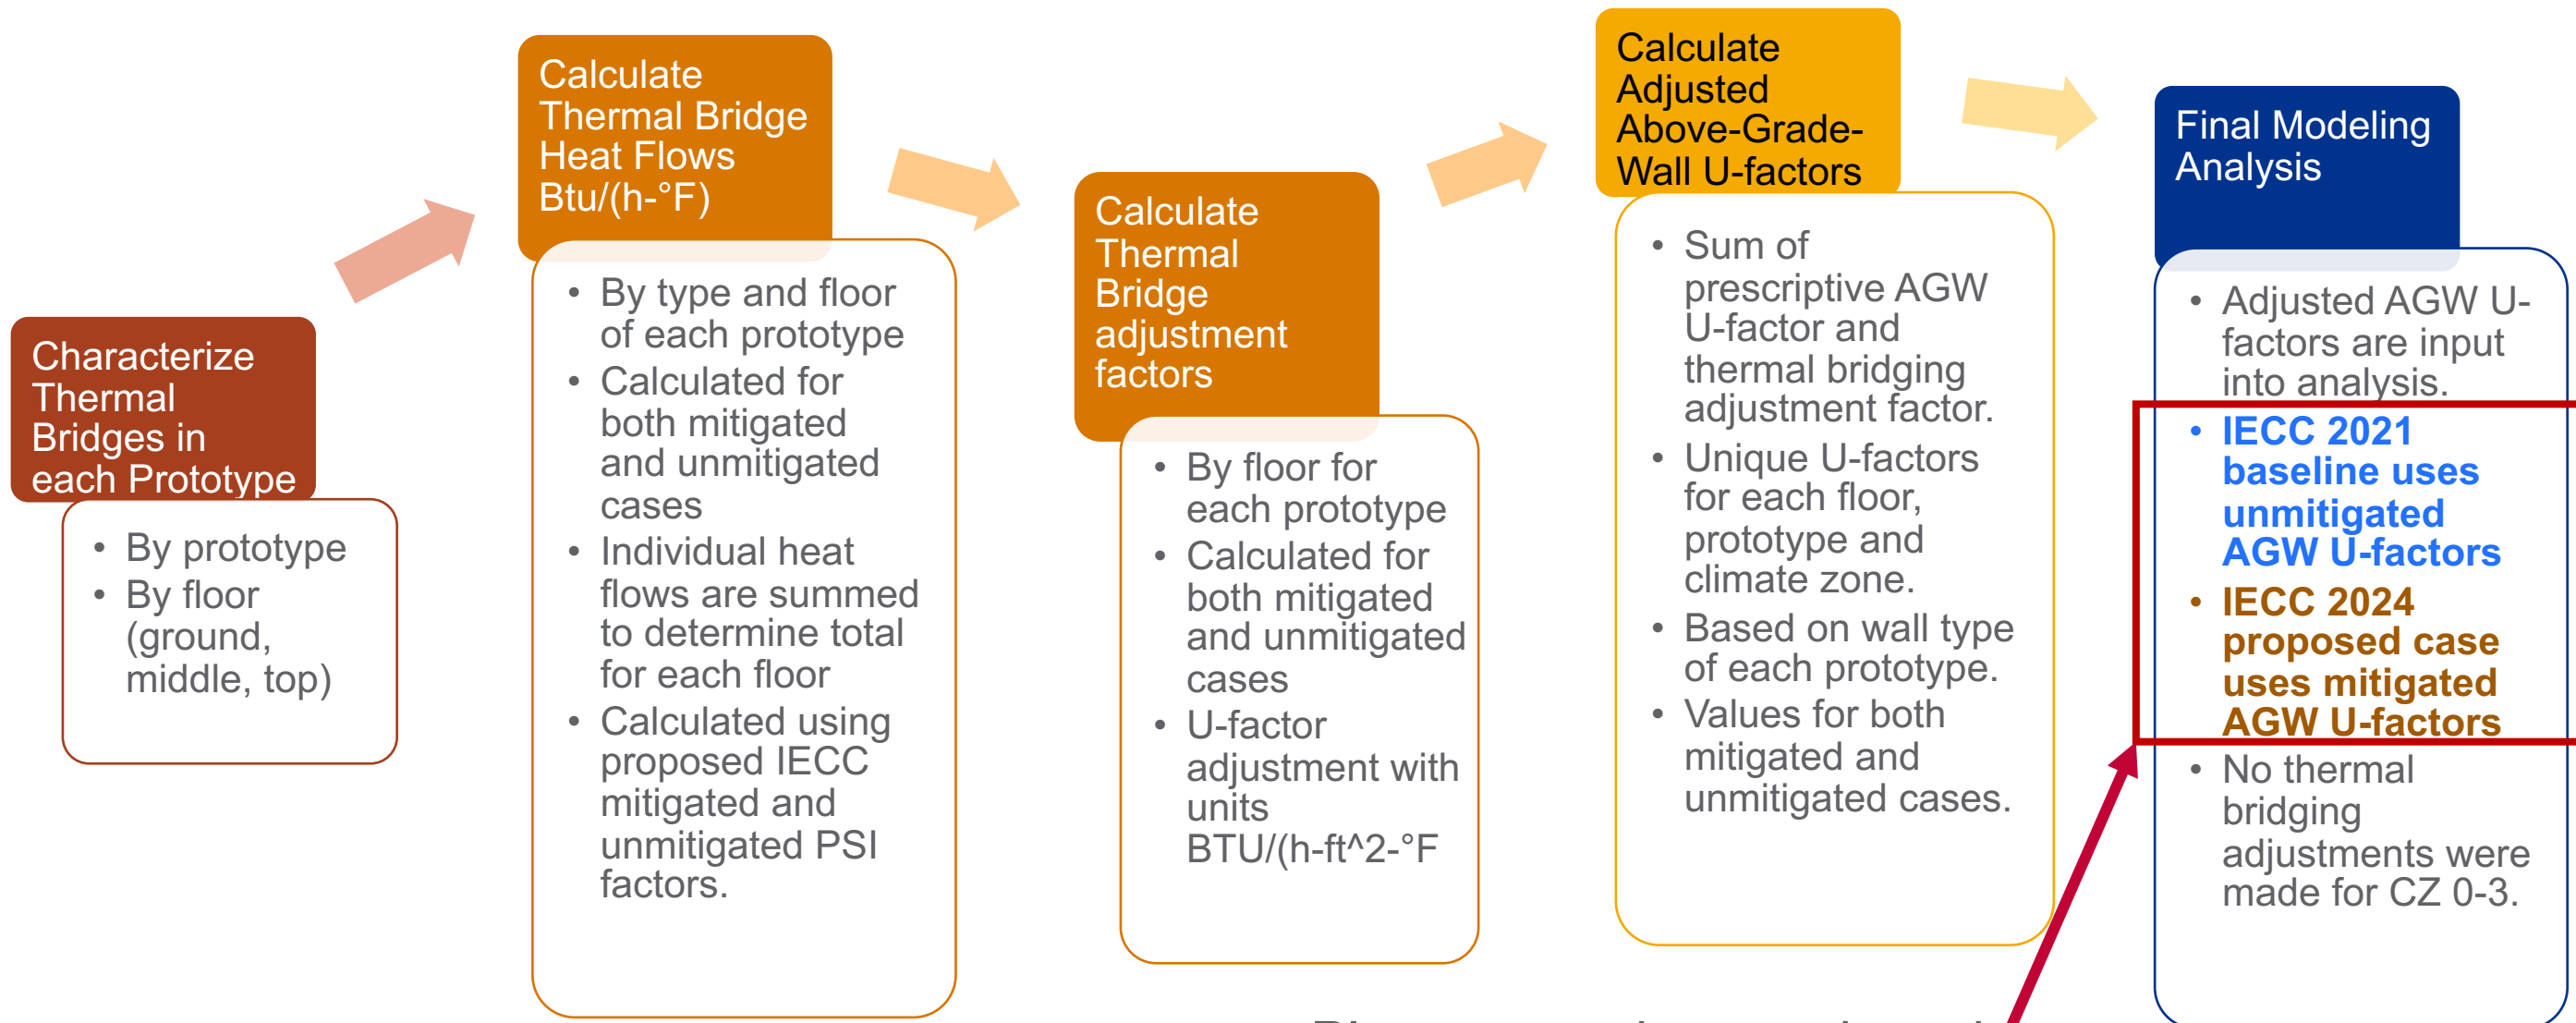 Characterize
Thermal
Bridges in
each Prototype
• By prototype
• By floor
(ground,
middle, top)
Calculate
Thermal Bridge
Heat Flows
Btu/(h-°F)
• By type and floor
of each prototype
• Calculated for
both mitigated
and unmitigated
cases
• Individual heat
flows are summed
to determine total
for each floor
• Calculated using
proposed IECC
mitigated and
unmitigated PSI
factors.
Calculate
Thermal
Bridge
adjustment
factors
• By floor for
each prototype
• Calculated for
both mitigated
and unmitigated
cases
• U-factor
adjustment with
units
BTU/(h-ft^2-°F
Calculate
Adjusted
Above-Grade-
Wall U-factors
• Sum of
prescriptive AGW
U-factor and
thermal bridging
adjustment factor.
• Unique U-factors
for each floor,
prototype and
climate zone.
• Based on wall type
of each prototype.
• Values for both
mitigated and
unmitigated cases.
Final Modeling
Analysis
• Adjusted AGW U-
factors are input
into analysis.
• IECC 2021
baseline uses
unmitigated
AGW U-factors
• IECC 2024
proposed case
uses mitigated
AGW U-factors
• No thermal
bridging
adjustments were
made for CZ 0-3.